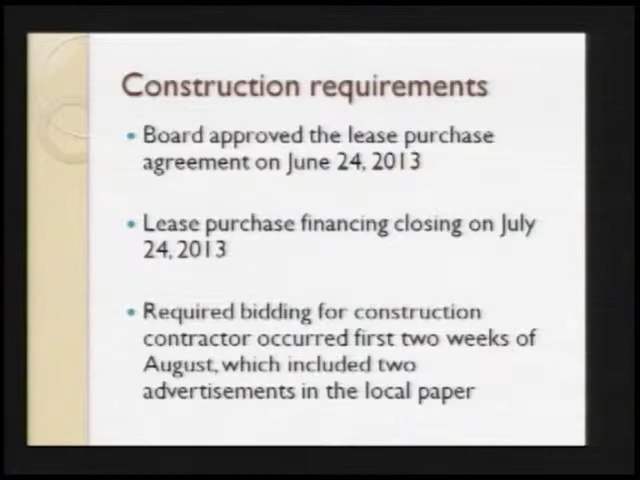 Construction requirements
• Board approved the lease purchase
agreement on June 24, 2013
• Lease purchase financing closing on July
24, 2013
• Required bidding for construction
contractor occurred first two weeks of
August, which included two
advertisements in the local paper